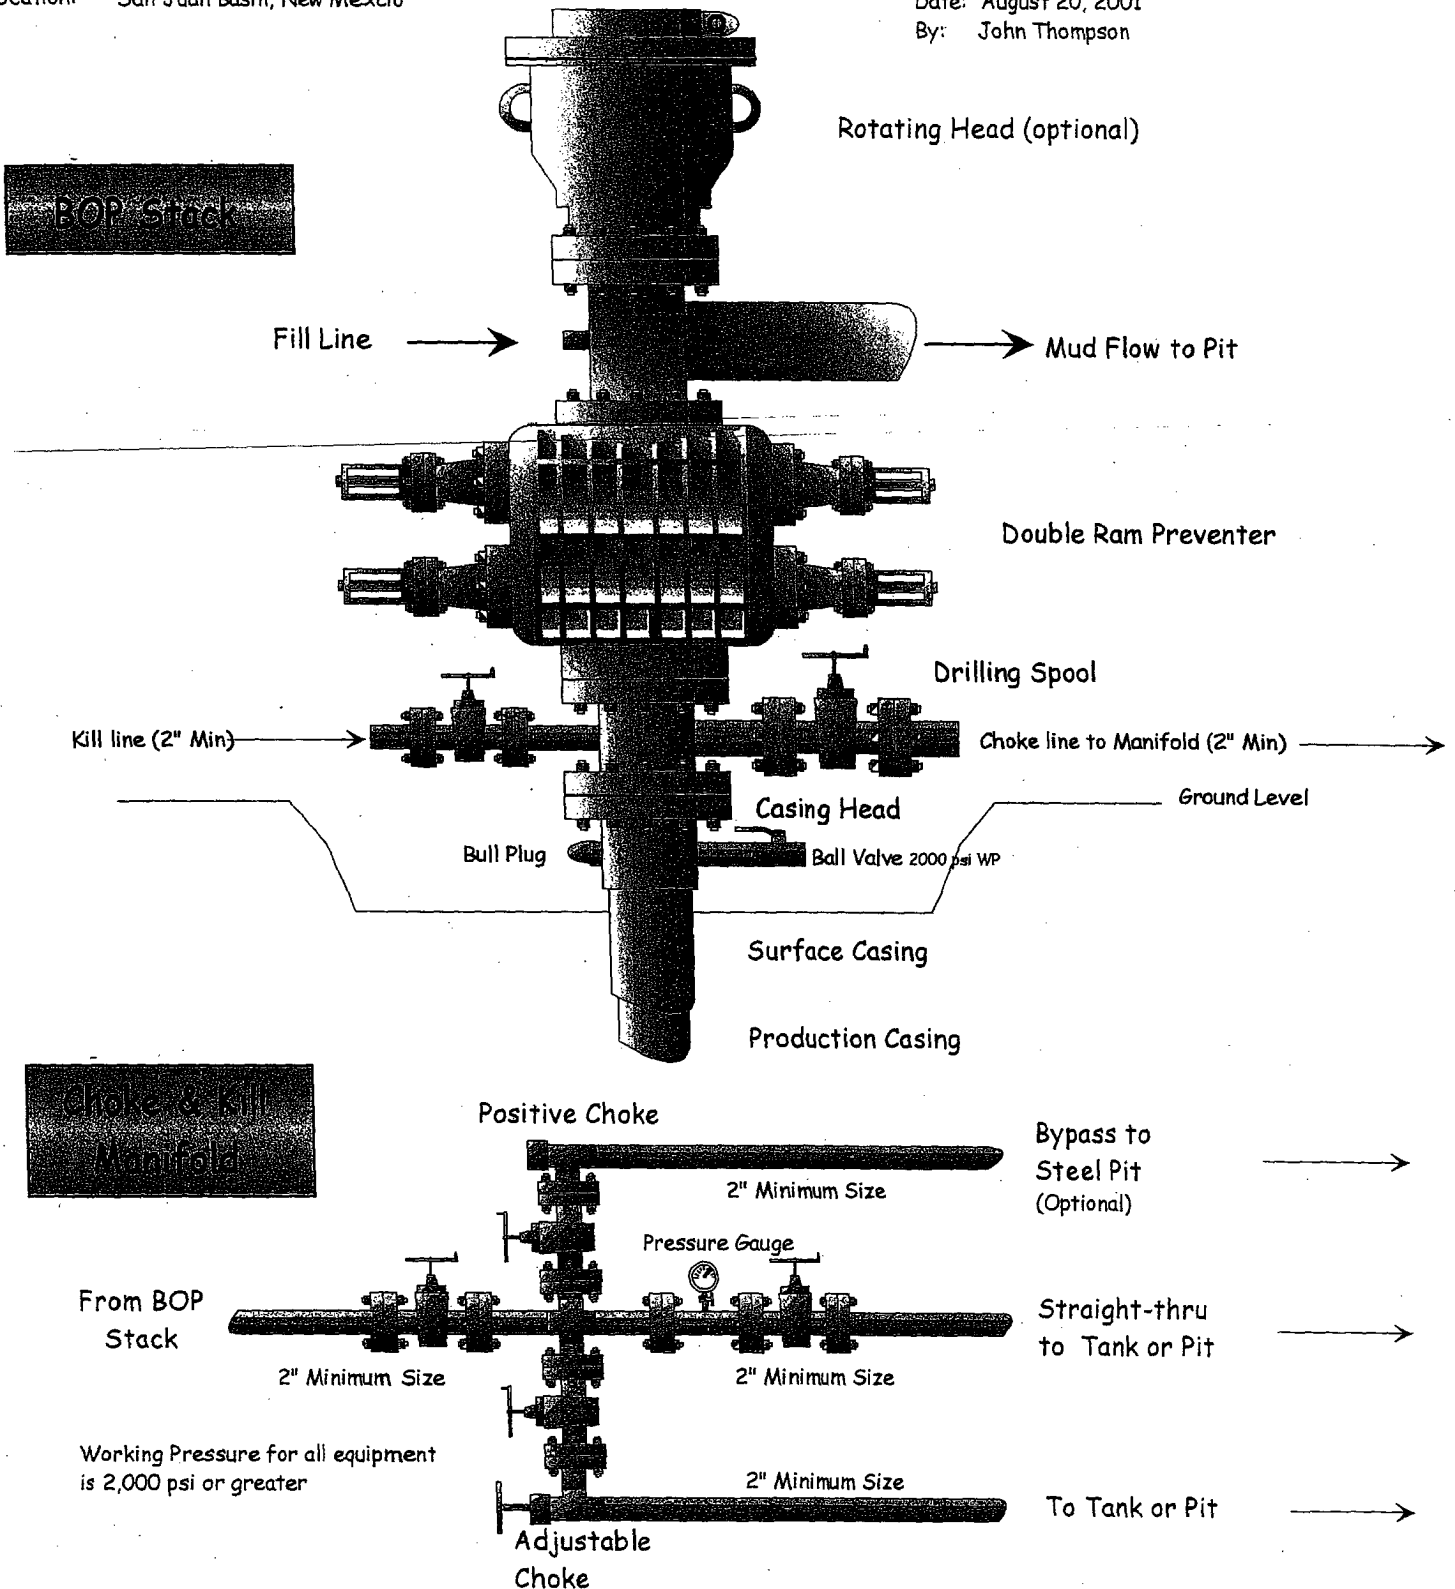 San Juan Basin, New Mexcio
Date: August 20, 2001
By: John Thompson
Rotating Head (optional)
BOP Stack
Fill Line
Mud Flow to Pit
Double Ram Preventer
Drilling Spool
Kill line (2" Min)
Choke line to Manifold (2" Min)
Ground Level
Casing Head
Bull Plug
Ball Valve 2000 psi WP
Surface Casing
Production Casing
Choke & Kill
Manifold
Positive Choke
Bypass to
Steel Pit
(Optional)
2" Minimum Size
Pressure Gauge
From BOP
Stack
Straight-thru
to Tank or Pit
2" Minimum Size
2" Minimum Size
Working Pressure for all equipment
is 2,000 psi or greater
2" Minimum Size
To Tank or Pit
Adjustable
Choke